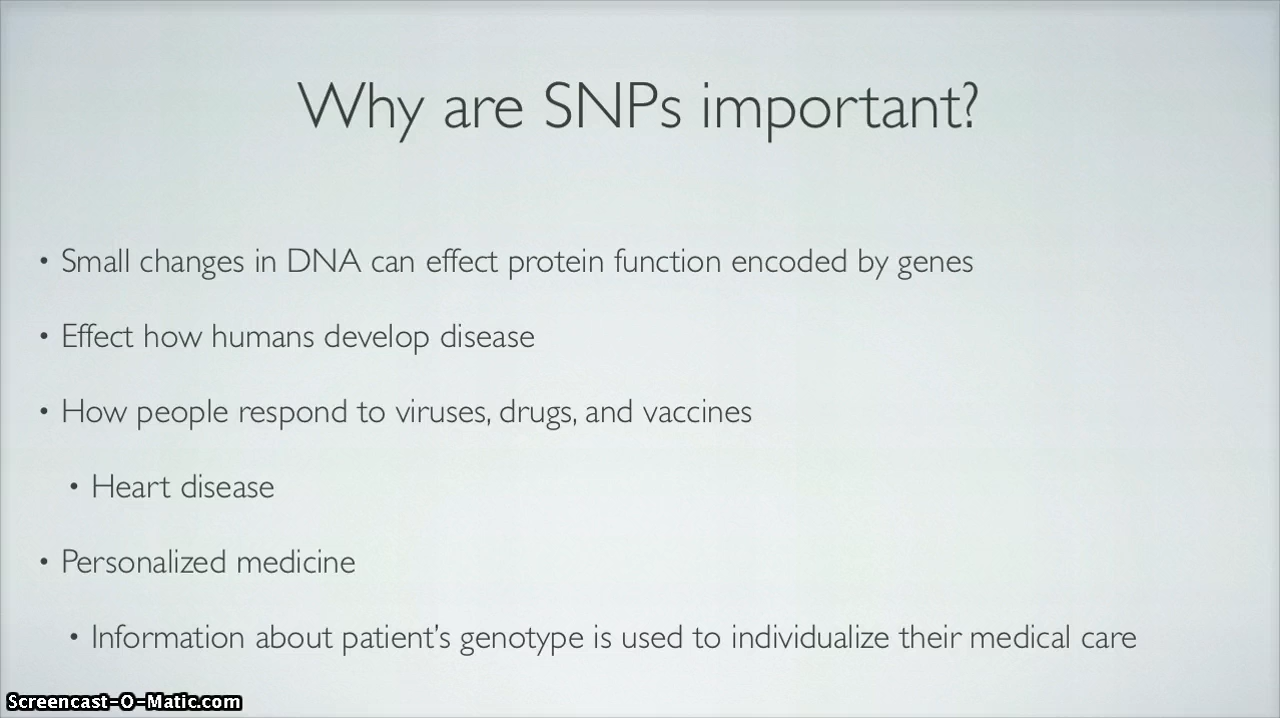 Why are SNPs important?
• Small changes in DNA can effect protein function encoded by genes
• Effect how humans develop disease
• How people respond to viruses, drugs, and vaccines
• Heart disease
• Personalized medicine
• Information about patient’s genotype is used to individualize their medical care
Screencast-O-Matic.com